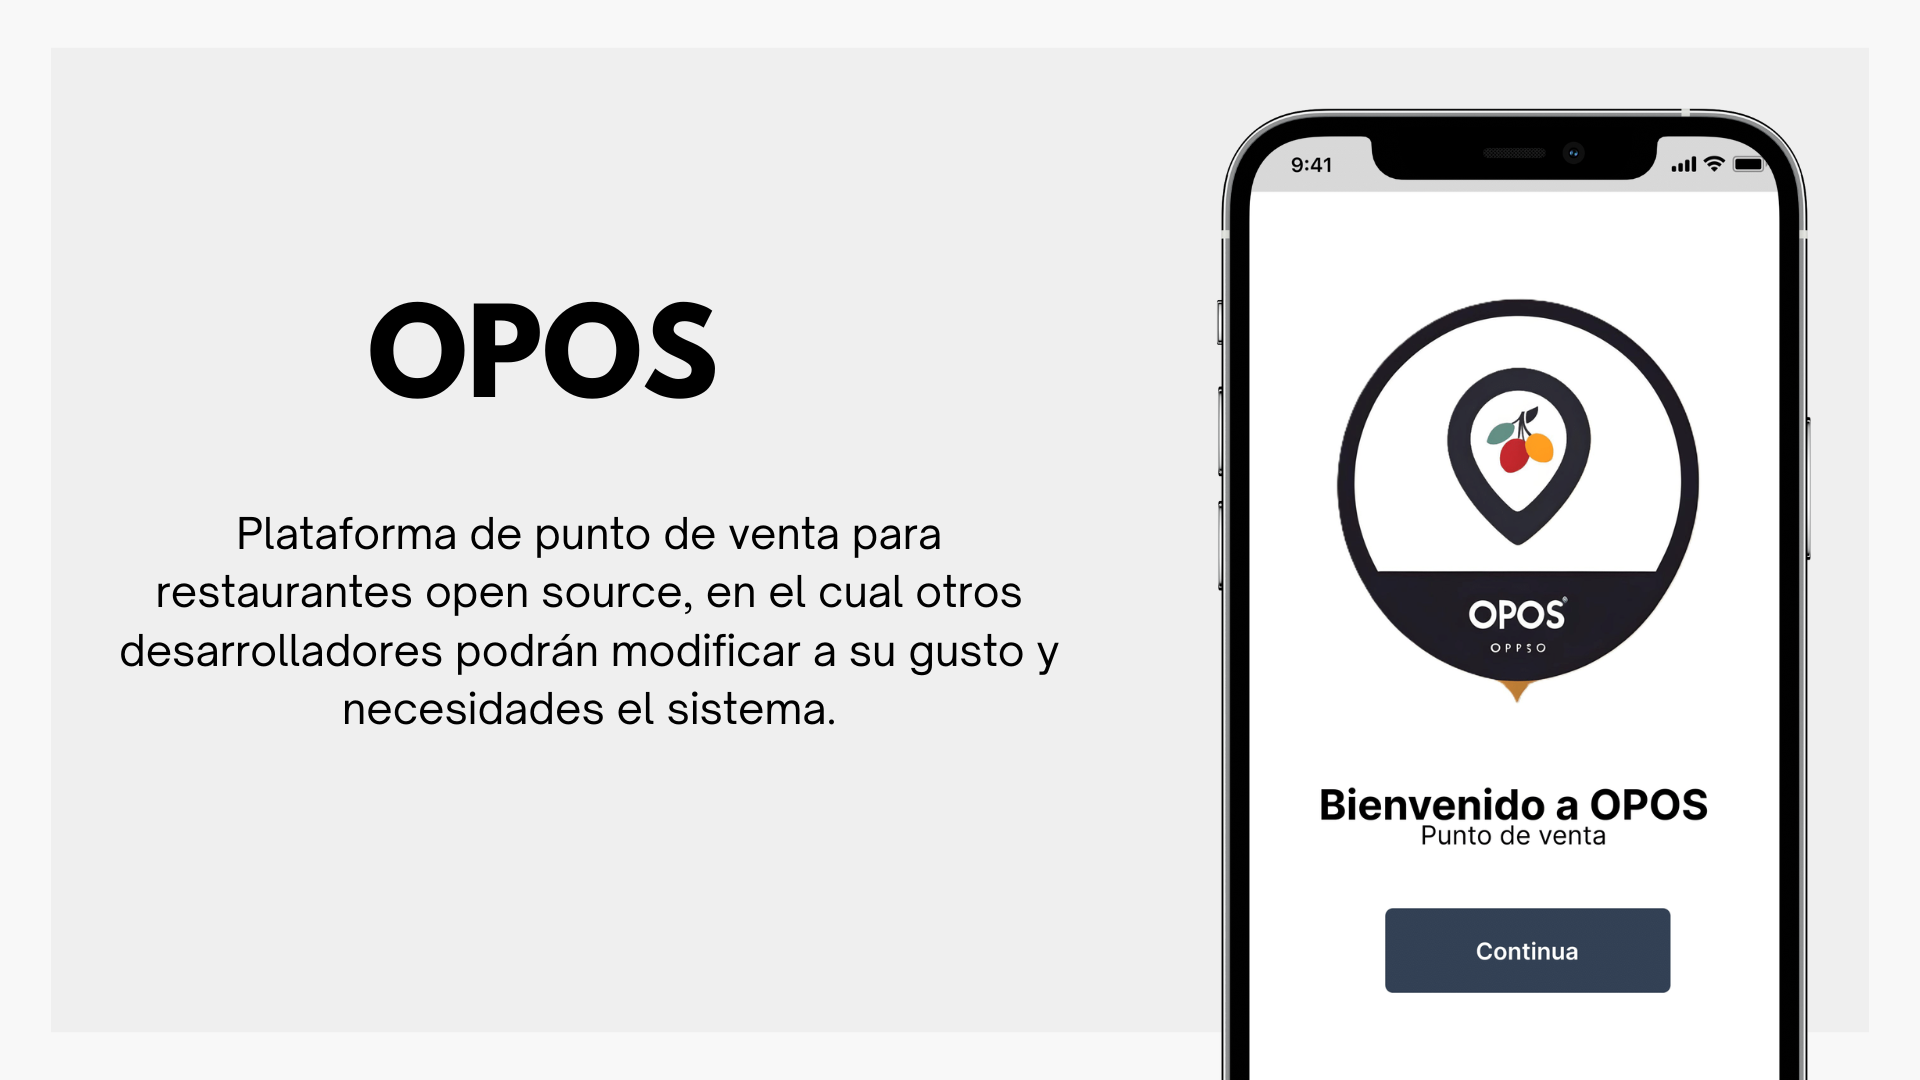 OPOS
Plataforma de punto de venta para
restaurantes open source, en el cual otros
desarrolladores podrán modificar a su gusto y
necesidades el sistema.
9:41
OPOS®
OPPSO
Bienvenido a OPOS
Punto de venta
Continua